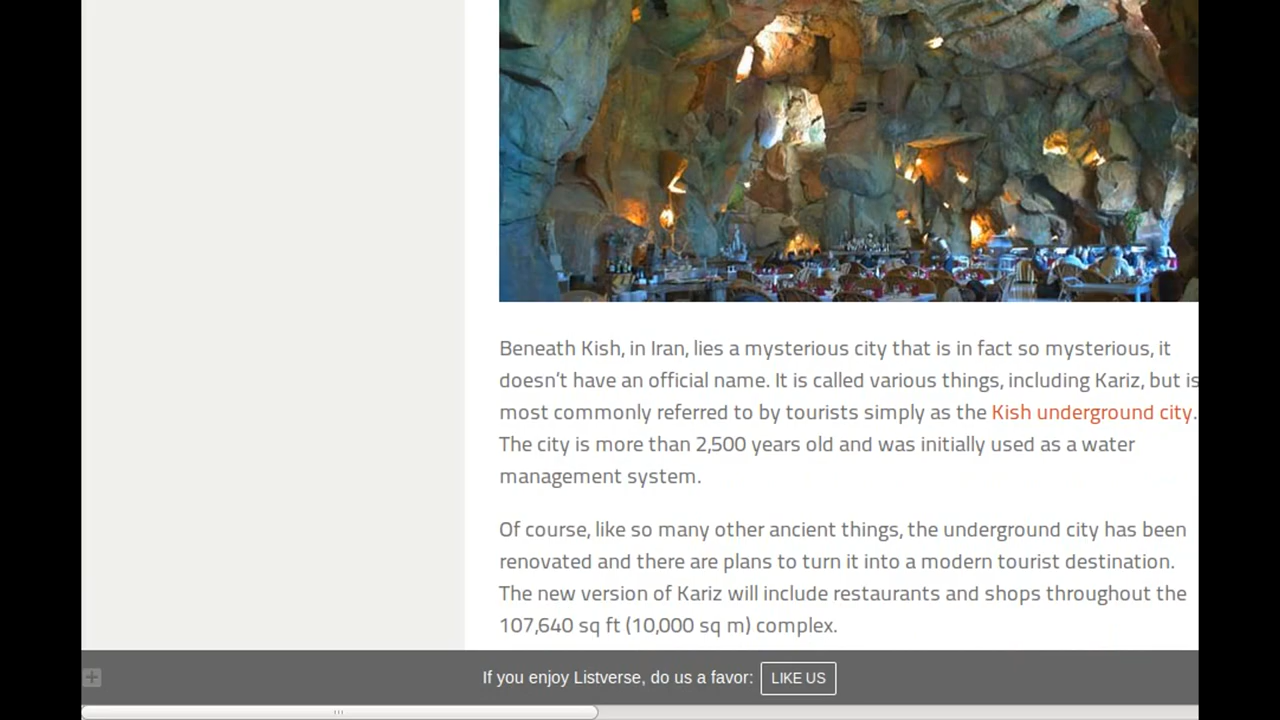 Beneath Kish, in Iran, lies a mysterious city that is in fact so mysterious, it
doesn't have an official name. It is called various things, including Kariz, but is
most commonly referred to by tourists simply as the Kish underground city.
The city is more than 2,500 years old and was initially used as a water
management system.
Of course, like so many other ancient things, the underground city has been
renovated and there are plans to turn it into a modern tourist destination.
The new version of Kariz will include restaurants and shops throughout the
107,640 sq ft (10,000 sq m) complex.
If you enjoy Listverse, do us a favor: LIKE US